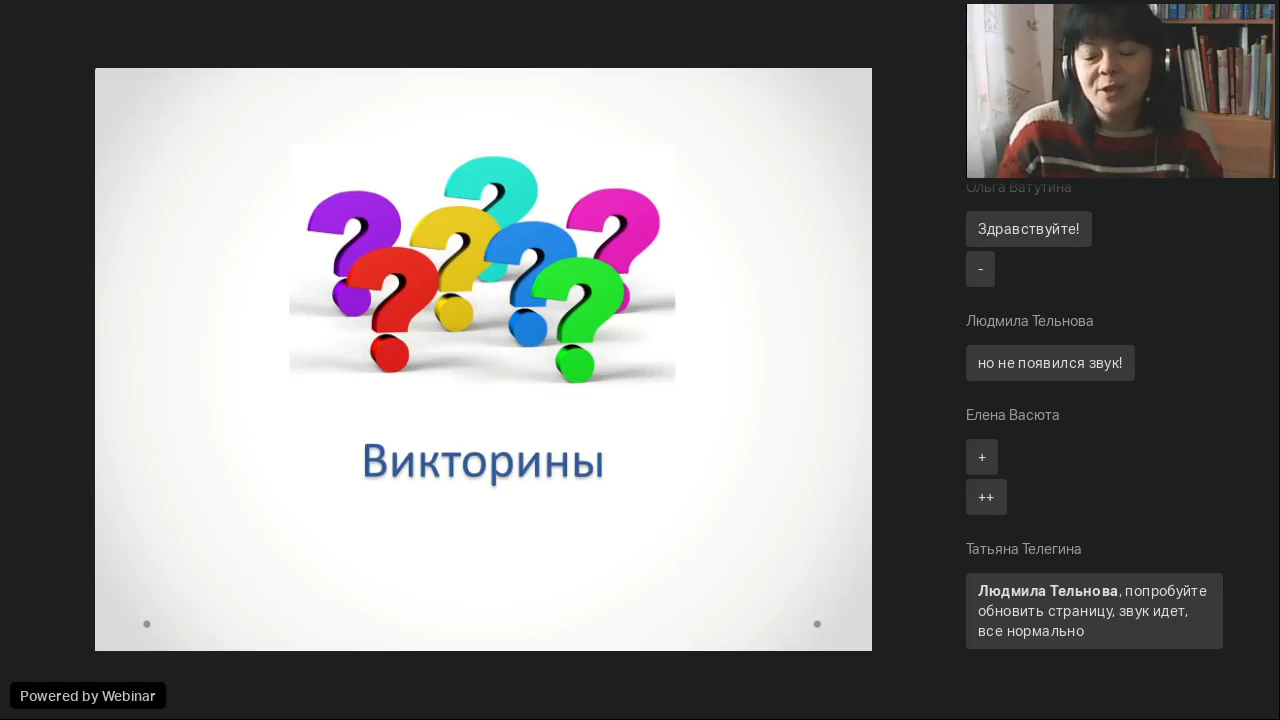 Викторины
Ольга Ватутина
Здравствуйте!
-
Людмила Тельнова
но не появился звук!
Елена Васюта
+
++
Татьяна Телегина
Людмила Тельнова, попробуйте
обновить страницу, звук идет,
все нормально
Powered by Webinar